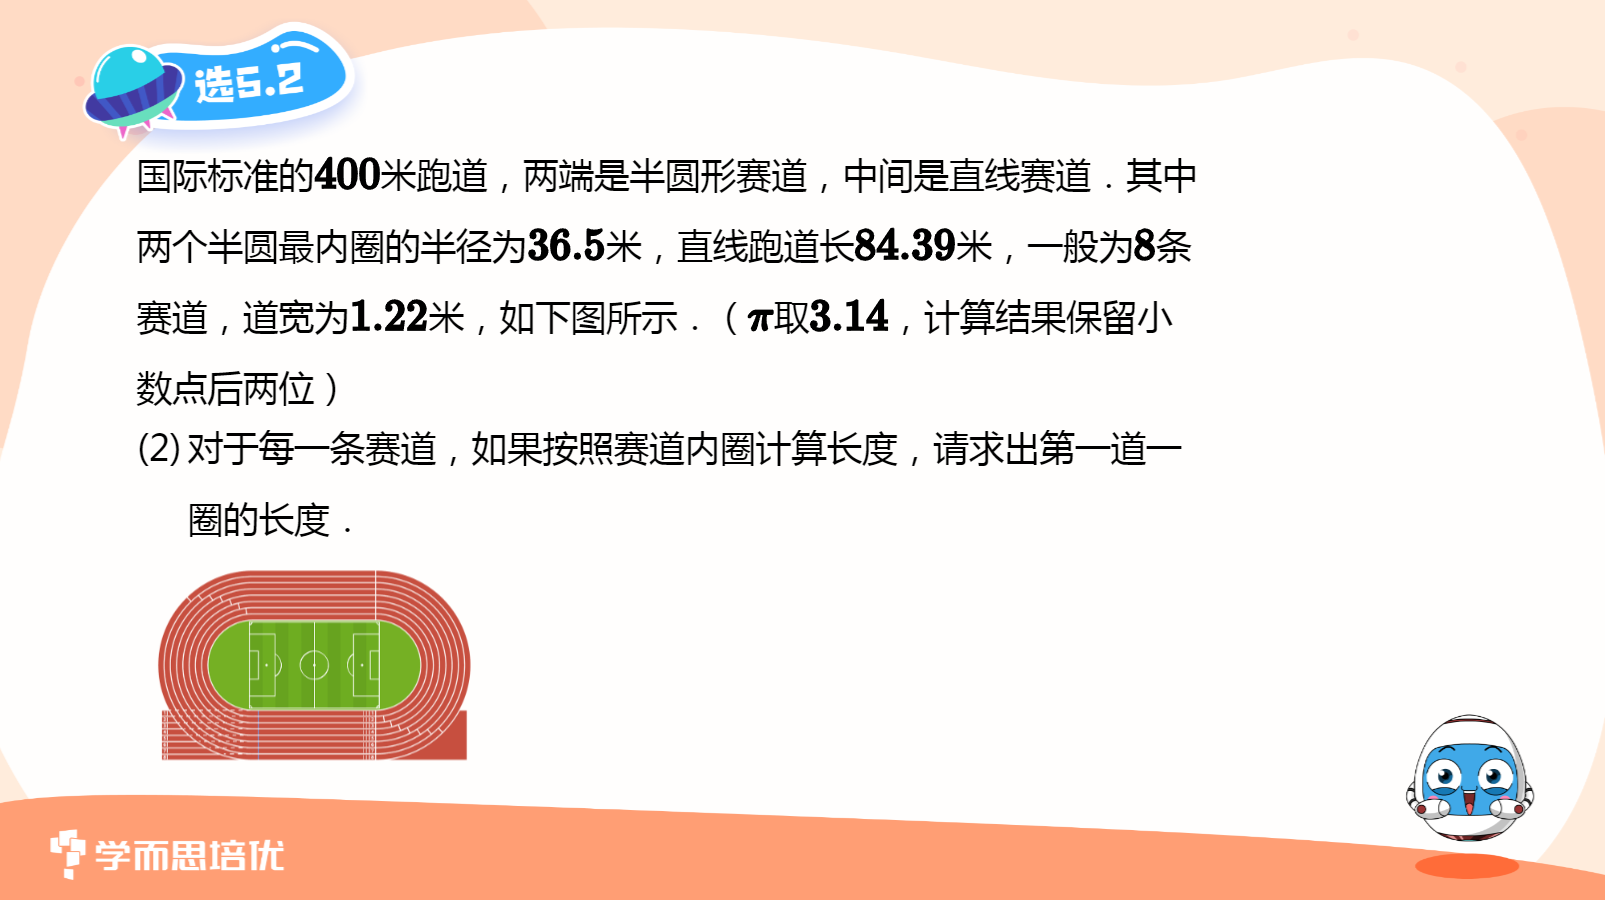 选5.2
国际标准的400米跑道，两端是半圆形赛道，中间是直线赛道．其中
两个半圆最内圈的半径为36.5米，直线跑道长84.39米，一般为8条
赛道，道宽为1.22米，如下图所示．（π取3.14，计算结果保留小
数点后两位）
(2) 对于每一条赛道，如果按照赛道内圈计算长度，请求出第一道一
圈的长度．
学而思培优